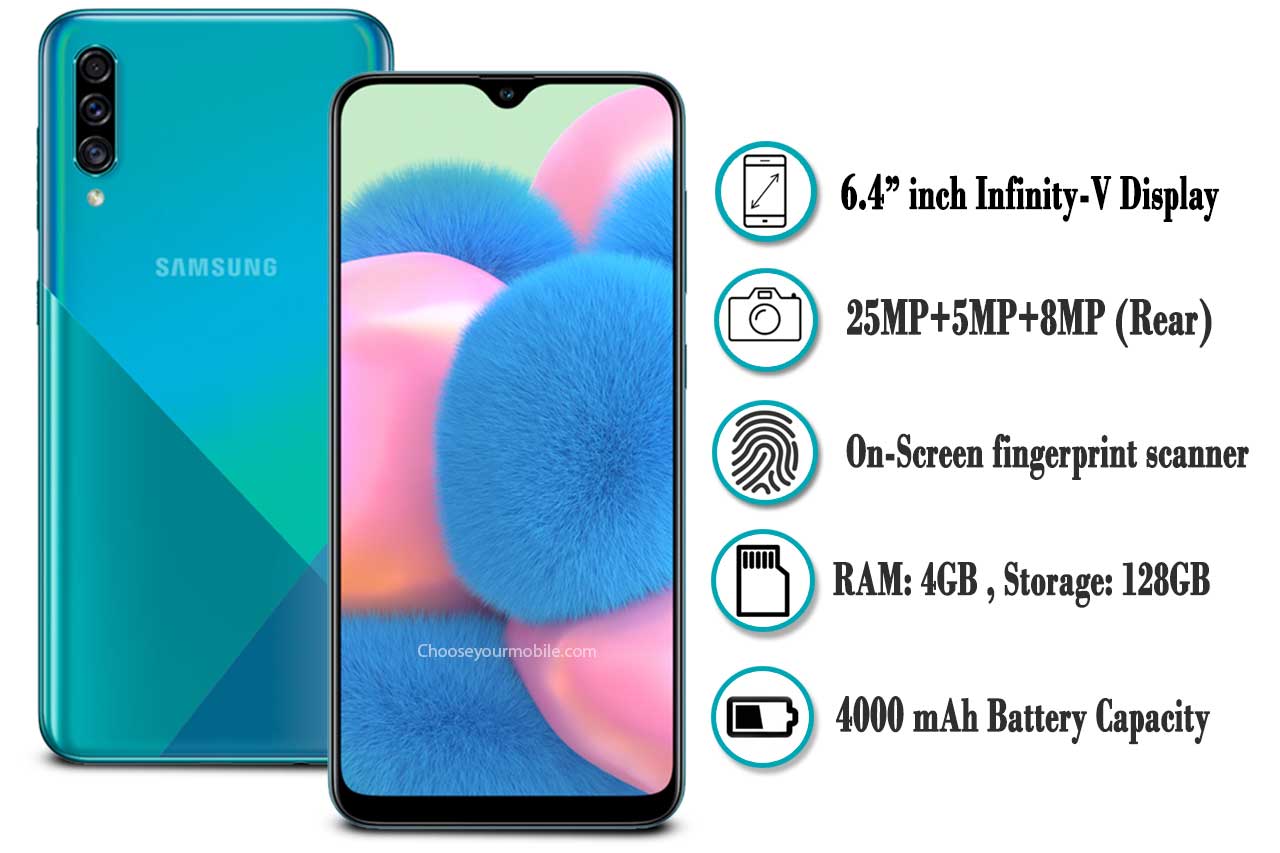 SAMSUNG
Chooseyourmobile.com
6.4” inch Infinity-V Display
25MP+5MP+8MP (Rear)
On-Screen fingerprint scanner
RAM: 4GB , Storage: 128GB
4000 mAh Battery Capacity